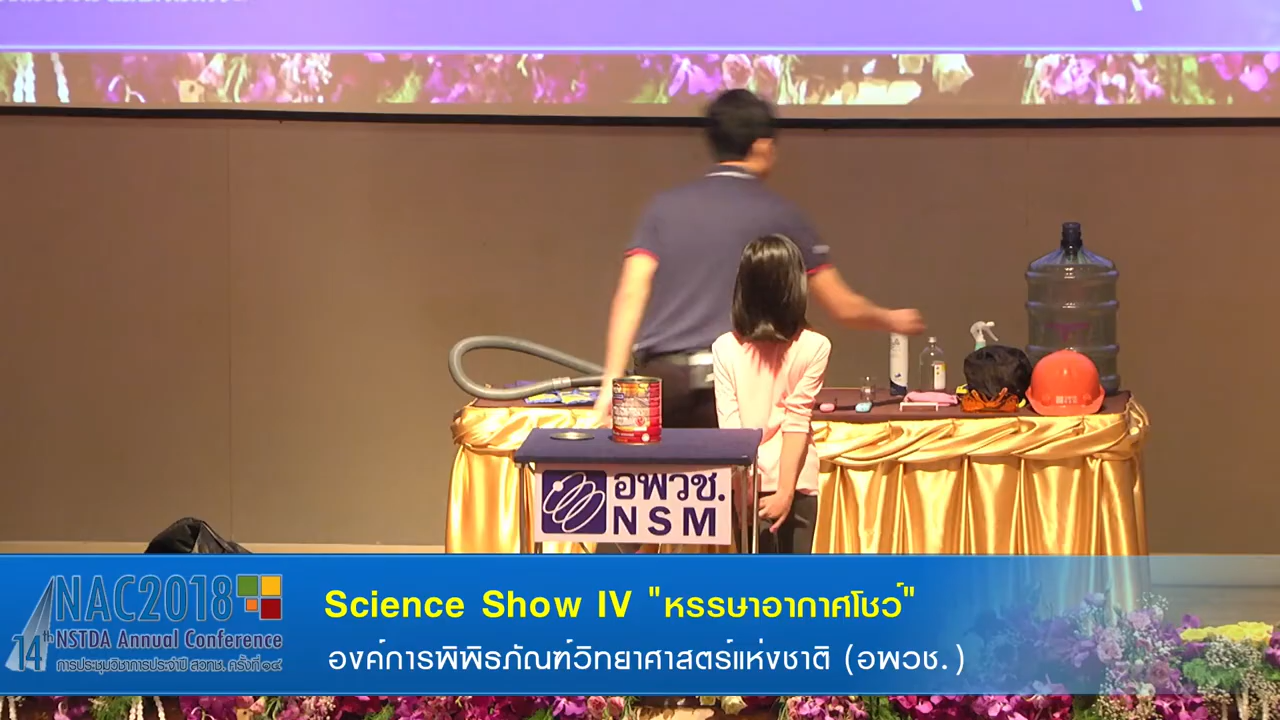 อพวช.
NSM
NAC2018
14th NSTDA Annual Conference
การประชุมวิชาการประจำปี สวทช. ครั้งที่ ๑๔
Science Show IV "หรรษาอากาศโชว์"
องค์การพิพิธภัณฑ์วิทยาศาสตร์แห่งชาติ (อพวช.)